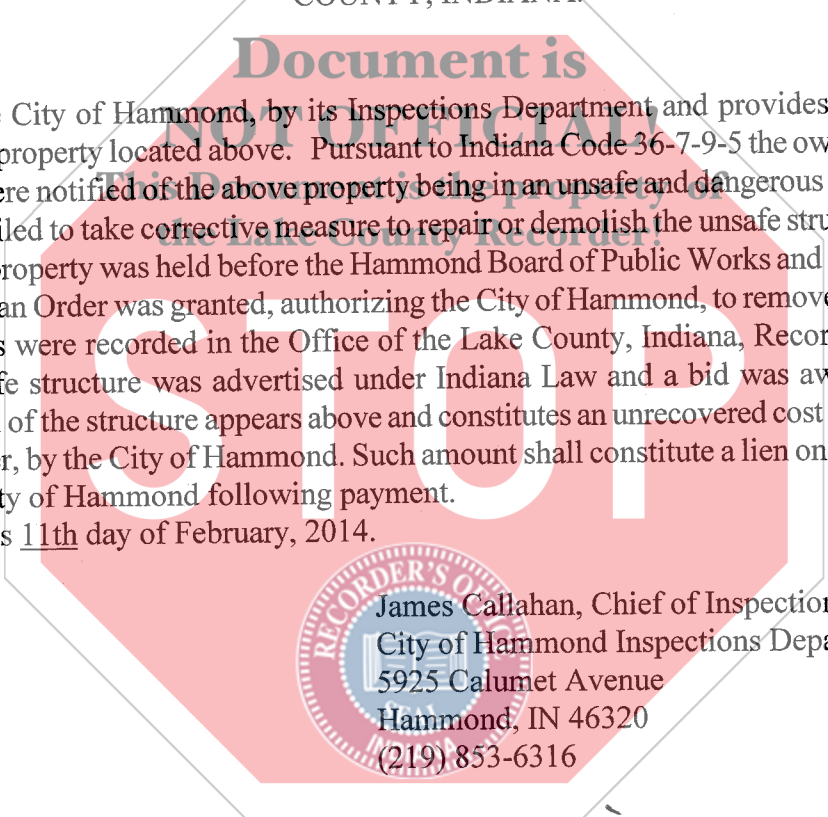 COUNTY, INDIANA.
Document is
NOT OFFICIAL!
This Document is the property of
the Lake County Recorder!
City of Hammond, by its Inspections Department and provides
property located above. Pursuant to Indiana Code 36-7-9-5 the ow
ere notified of the above property being in an unsafe and dangerous
iled to take corrective measure to repair or demolish the unsafe stru
roperty was held before the Hammond Board of Public Works and
an Order was granted, authorizing the City of Hammond, to remove
s were recorded in the Office of the Lake County, Indiana, Recor
fe structure was advertised under Indiana Law and a bid was aw
of the structure appears above and constitutes an unrecovered cost
r, by the City of Hammond. Such amount shall constitute a lien on
ty of Hammond following payment.
s 11th day of February, 2014.
STOP
James Callahan, Chief of Inspection
City of Hammond Inspections Depa
5925 Calumet Avenue
Hammond, IN 46320
(219) 853-6316
RECORDER'S OFFICE
SEAL
INDIANA